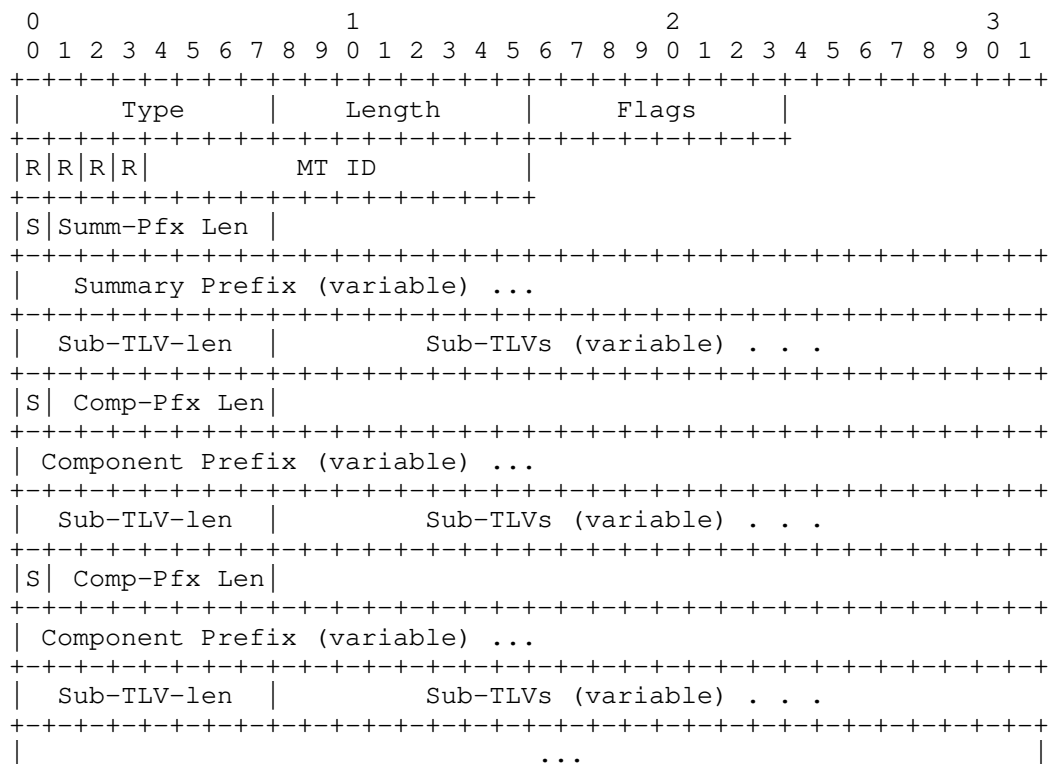 0                   1                   2                   3
 0 1 2 3 4 5 6 7 8 9 0 1 2 3 4 5 6 7 8 9 0 1 2 3 4 5 6 7 8 9 0 1
+-+-+-+-+-+-+-+-+-+-+-+-+-+-+-+-+-+-+-+-+-+-+-+-+-+-+-+-+-+-+-+-+
|      Type     |    Length     |     Flags     |
+-+-+-+-+-+-+-+-+-+-+-+-+-+-+-+-+-+-+-+-+-+-+-+-+
|R|R|R|R|         MT ID         |
+-+-+-+-+-+-+-+-+-+-+-+-+-+-+-+-+
|S|Summ-Pfx Len |
+-+-+-+-+-+-+-+-+-+-+-+-+-+-+-+-+-+-+-+-+-+-+-+-+-+-+-+-+-+-+-+-+
|   Summary Prefix (variable) ...
+-+-+-+-+-+-+-+-+-+-+-+-+-+-+-+-+-+-+-+-+-+-+-+-+-+-+-+-+-+-+-+-+
|  Sub-TLV-len  |         Sub-TLVs (variable) . . .
+-+-+-+-+-+-+-+-+-+-+-+-+-+-+-+-+-+-+-+-+-+-+-+-+-+-+-+-+-+-+-+-+
|S| Comp-Pfx Len|
+-+-+-+-+-+-+-+-+-+-+-+-+-+-+-+-+-+-+-+-+-+-+-+-+-+-+-+-+-+-+-+-+
| Component Prefix (variable) ...
+-+-+-+-+-+-+-+-+-+-+-+-+-+-+-+-+-+-+-+-+-+-+-+-+-+-+-+-+-+-+-+-+
|  Sub-TLV-len  |         Sub-TLVs (variable) . . .
+-+-+-+-+-+-+-+-+-+-+-+-+-+-+-+-+-+-+-+-+-+-+-+-+-+-+-+-+-+-+-+-+
|S| Comp-Pfx Len|
+-+-+-+-+-+-+-+-+-+-+-+-+-+-+-+-+-+-+-+-+-+-+-+-+-+-+-+-+-+-+-+-+
| Component Prefix (variable) ...
+-+-+-+-+-+-+-+-+-+-+-+-+-+-+-+-+-+-+-+-+-+-+-+-+-+-+-+-+-+-+-+-+
|  Sub-TLV-len  |         Sub-TLVs (variable) . . .
+-+-+-+-+-+-+-+-+-+-+-+-+-+-+-+-+-+-+-+-+-+-+-+-+-+-+-+-+-+-+-+-+
|                                ...                            |